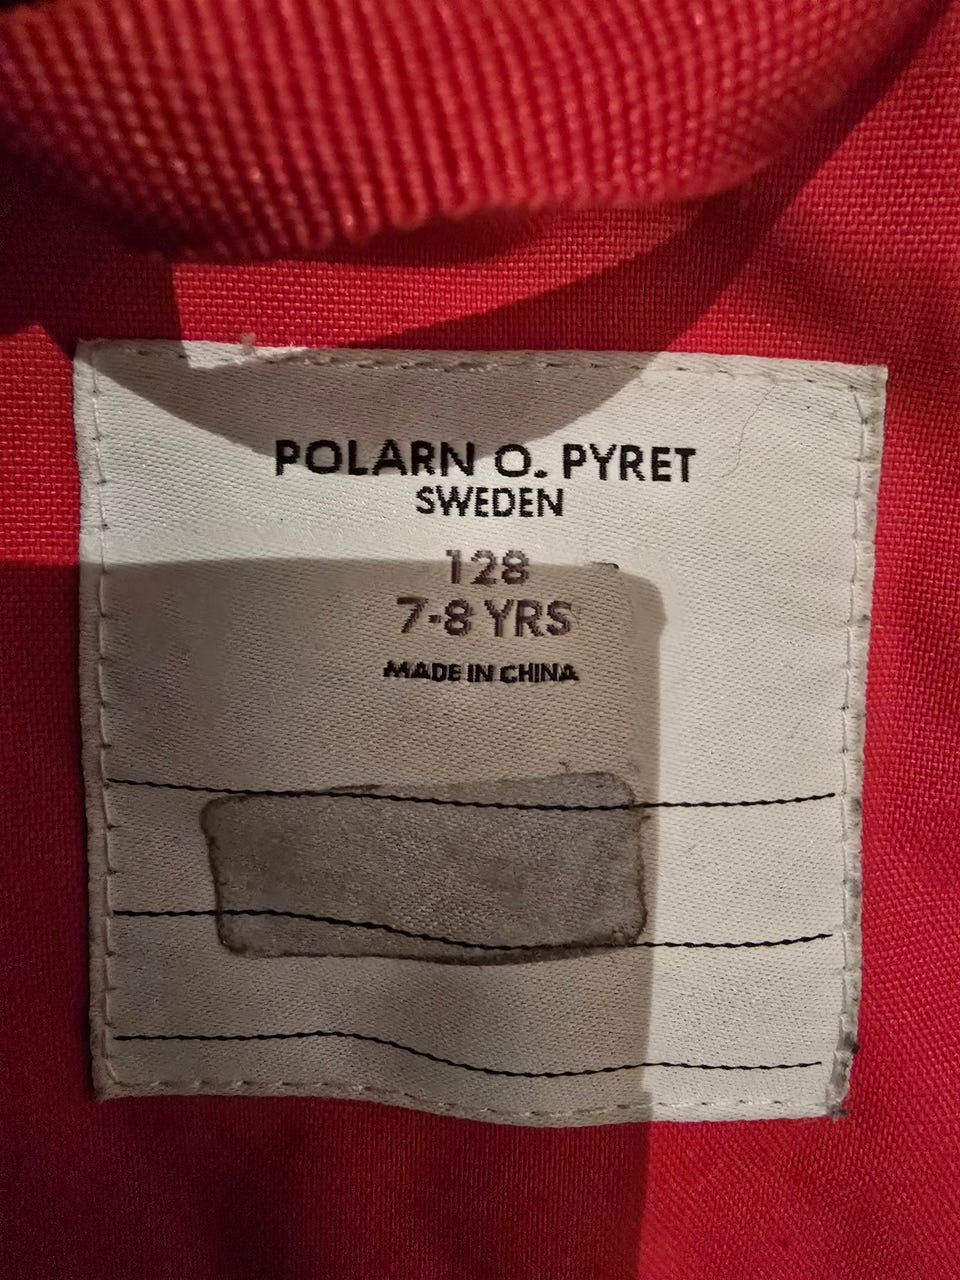 POLARN O. PYRET
SWEDEN
128
7-8 YRS
MADE IN CHINA